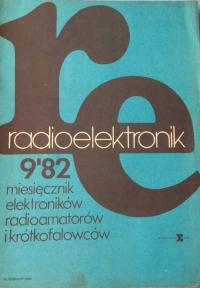 re
radioelektronik
9'82
miesięcznik
elektroników
radioamatorów
i krótkofalowców